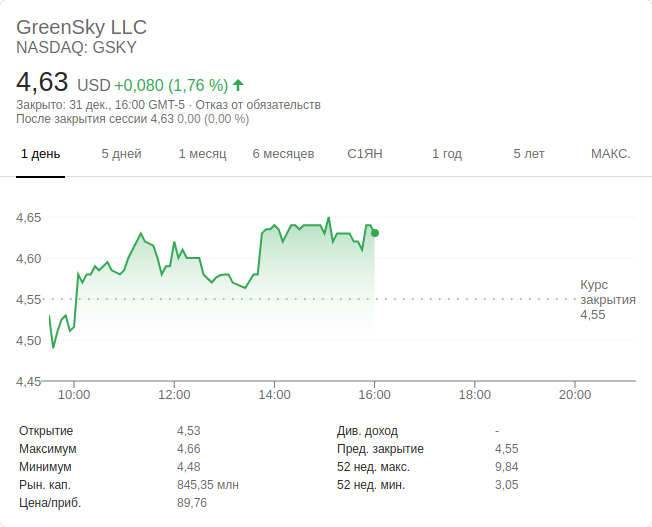 GreenSky LLC
NASDAQ: GSKY
4,63 USD +0,080 (1,76 %)
Закрыто: 31 дек., 16:00 GMT-5 · Отказ от обязательств
После закрытия сессии 4,63 0,00 (0,00 %)
1 день 5 дней 1 месяц 6 месяцев С1ЯН 1 год 5 лет МАКС.
4,65
4,60
4,55
4,50
4,45
Курс
закрытия
4,55
10:00 12:00 14:00 16:00 18:00 20:00
Открытие 4,53 Див. доход -
Максимум 4,66 Пред. закрытие 4,55
Минимум 4,48 52 нед. макс. 9,84
Рын. кап. 845,35 млн 52 нед. мин. 3,05
Цена/приб. 89,76